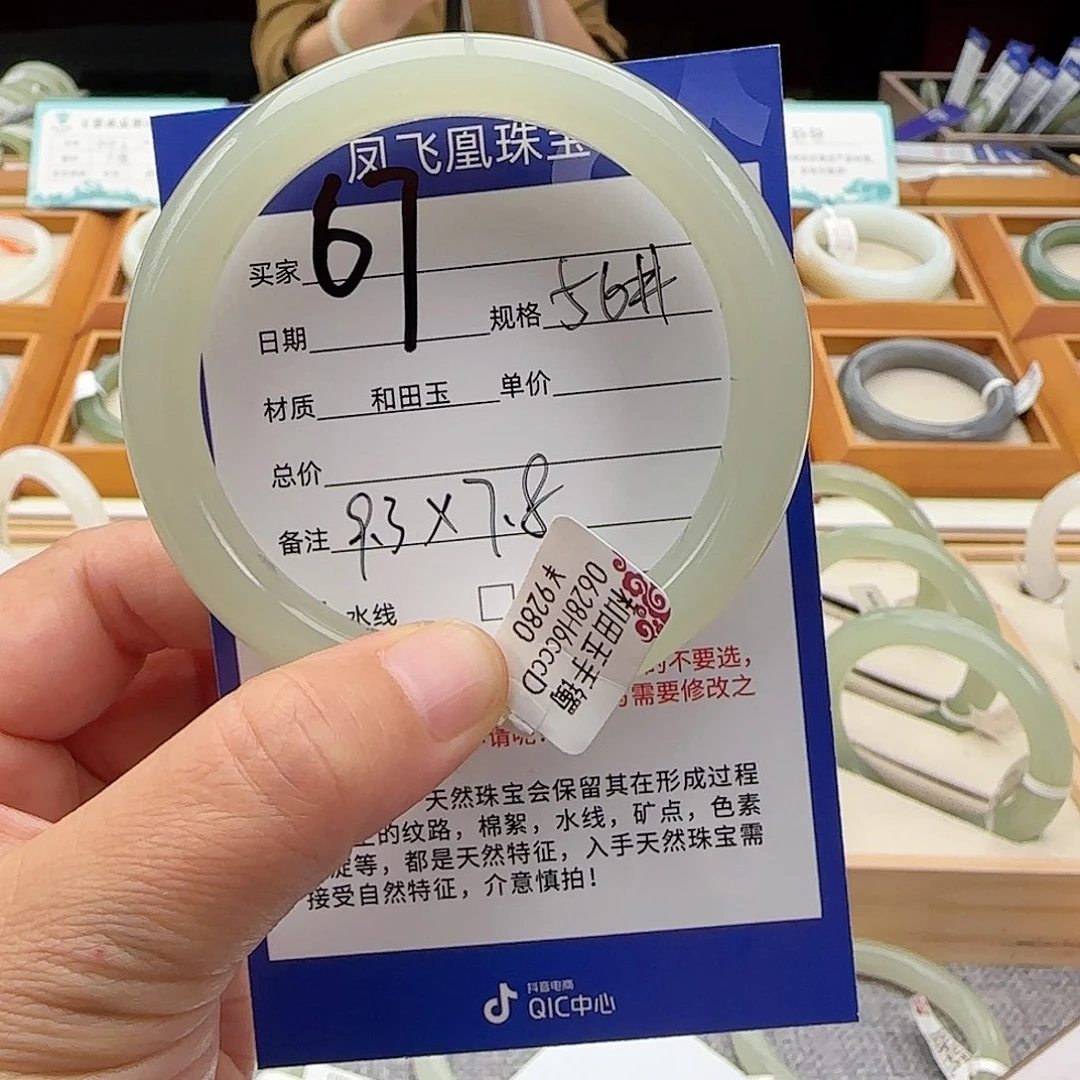 凤飞凰珠宝
67
买家
日期
规格 56#
材质 和田玉 单价
总价
备注 9.3×7.8
水线
和田玉手镯
0628H6cccD
¥9280
的不要选,
需要修改之
请
天然珠宝会保留其在形成过程
的纹路,棉絮,水线,矿点,色素
淀等,都是天然特征,入手天然珠宝需
接受自然特征,介意慎拍!
抖音电商
QIC中心